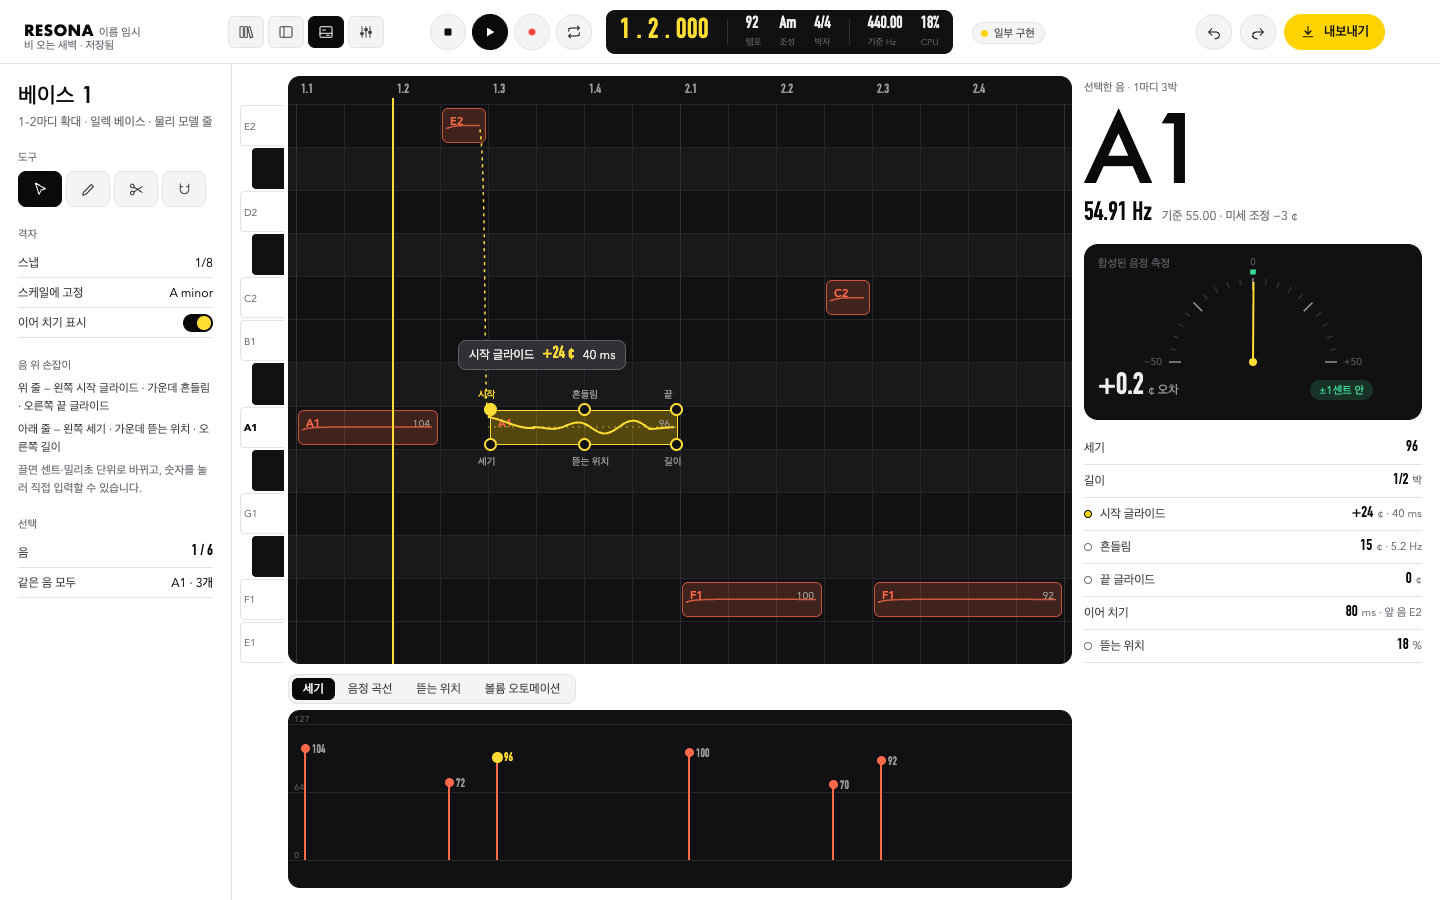 RESONA 이름 임시
비 오는 새벽 · 저장됨
1.2.000
92 템포
Am 조성
4/4 박자
440.00 기준 Hz
18% CPU
일부 구현
내보내기
베이스 1
1–2마디 확대 · 일렉 베이스 · 물리 모델 줄
도구
격자
스냅 1/8
스케일에 고정 A minor
이어 치기 표시
음 위 손잡이
위 줄 – 왼쪽 시작 글라이드 · 가운데 흔들림
· 오른쪽 끝 글라이드
아래 줄 – 왼쪽 세기 · 가운데 뜯는 위치 · 오
른쪽 길이
끌면 센트·밀리초 단위로 바뀌고, 숫자를 눌
러 직접 입력할 수 있습니다.
선택
음 1 / 6
같은 음 모두 A1 · 3개
1.1 1.2 1.3 1.4 2.1 2.2 2.3 2.4
E2
D2
C2
B1
A1
G1
F1
E1
E2
C2
시작 글라이드 +24 ¢ 40 ms
시작 흔들림 끝
A1 104
A1 96
세기 뜯는 위치 길이
F1 100
F1 92
세기 음정 곡선 뜯는 위치 볼륨 오토메이션
127
64
0
104
72
96
100
70
92
선택한 음 · 1마디 3박
A1
54.91 Hz 기준 55.00 · 미세 조정 −3 ¢
합성된 음정 측정
0
−50
+50
+0.2 ¢ 오차
±1센트 안
세기 96
길이 1/2 박
시작 글라이드 +24 ¢ · 40 ms
흔들림 15 ¢ · 5.2 Hz
끝 글라이드 0 ¢
이어 치기 80 ms · 앞 음 E2
뜯는 위치 18 %